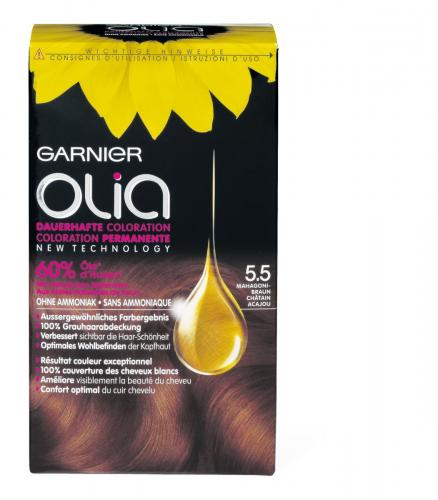 WICHTIGE HINWEISE
CONSIGNES D'UTILISATION / ISTRUZIONI D'USO
GARNIER
OLIA
DAUERHAFTE COLORATION
COLORATION PERMANENTE
NEW TECHNOLOGY
60% Öle*
d'Huiles*
OHNE AMMONIAK • SANS AMMONIAQUE
5.5
MAHAGONI-
BRAUN
CHÂTAIN
ACAJOU
• Aussergewöhnliches Farbergebnis
• 100% Grauhaarabdeckung
• Verbessert sichtbar die Haar-Schönheit
• Optimales Wohlbefinden der Kopfhaut
• Résultat couleur exceptionnel
• 100% couverture des cheveux blancs
• Améliore visiblement la beauté du cheveu
• Confort optimal du cuir chevelu